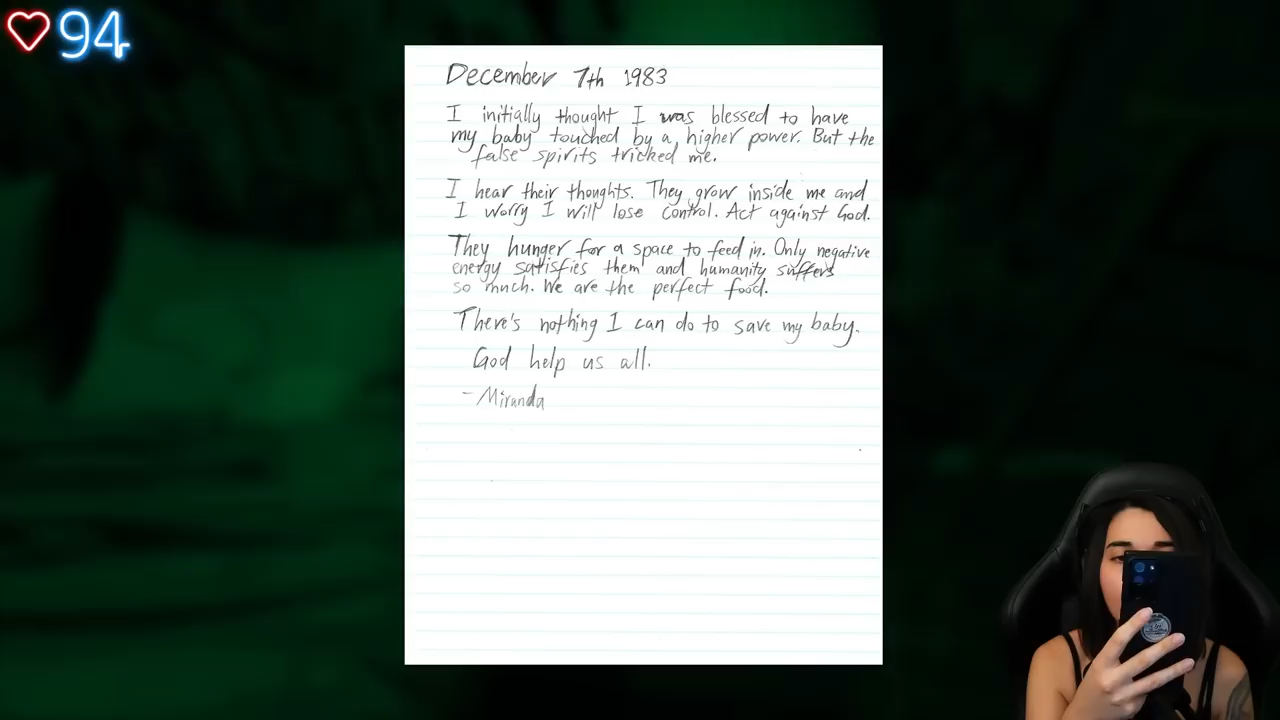 94
December 7th 1983
I initially thought I was blessed to have
my baby touched by a higher power. But the
false spirits tricked me.
I hear their thoughts. They grow inside me and
I worry I will lose control. Act against God.
They hunger for a space to feed in. Only negative
energy satisfies them and humanity suffers
so much. We are the perfect food.
There's nothing I can do to save my baby.
God help us all.
- Miranda